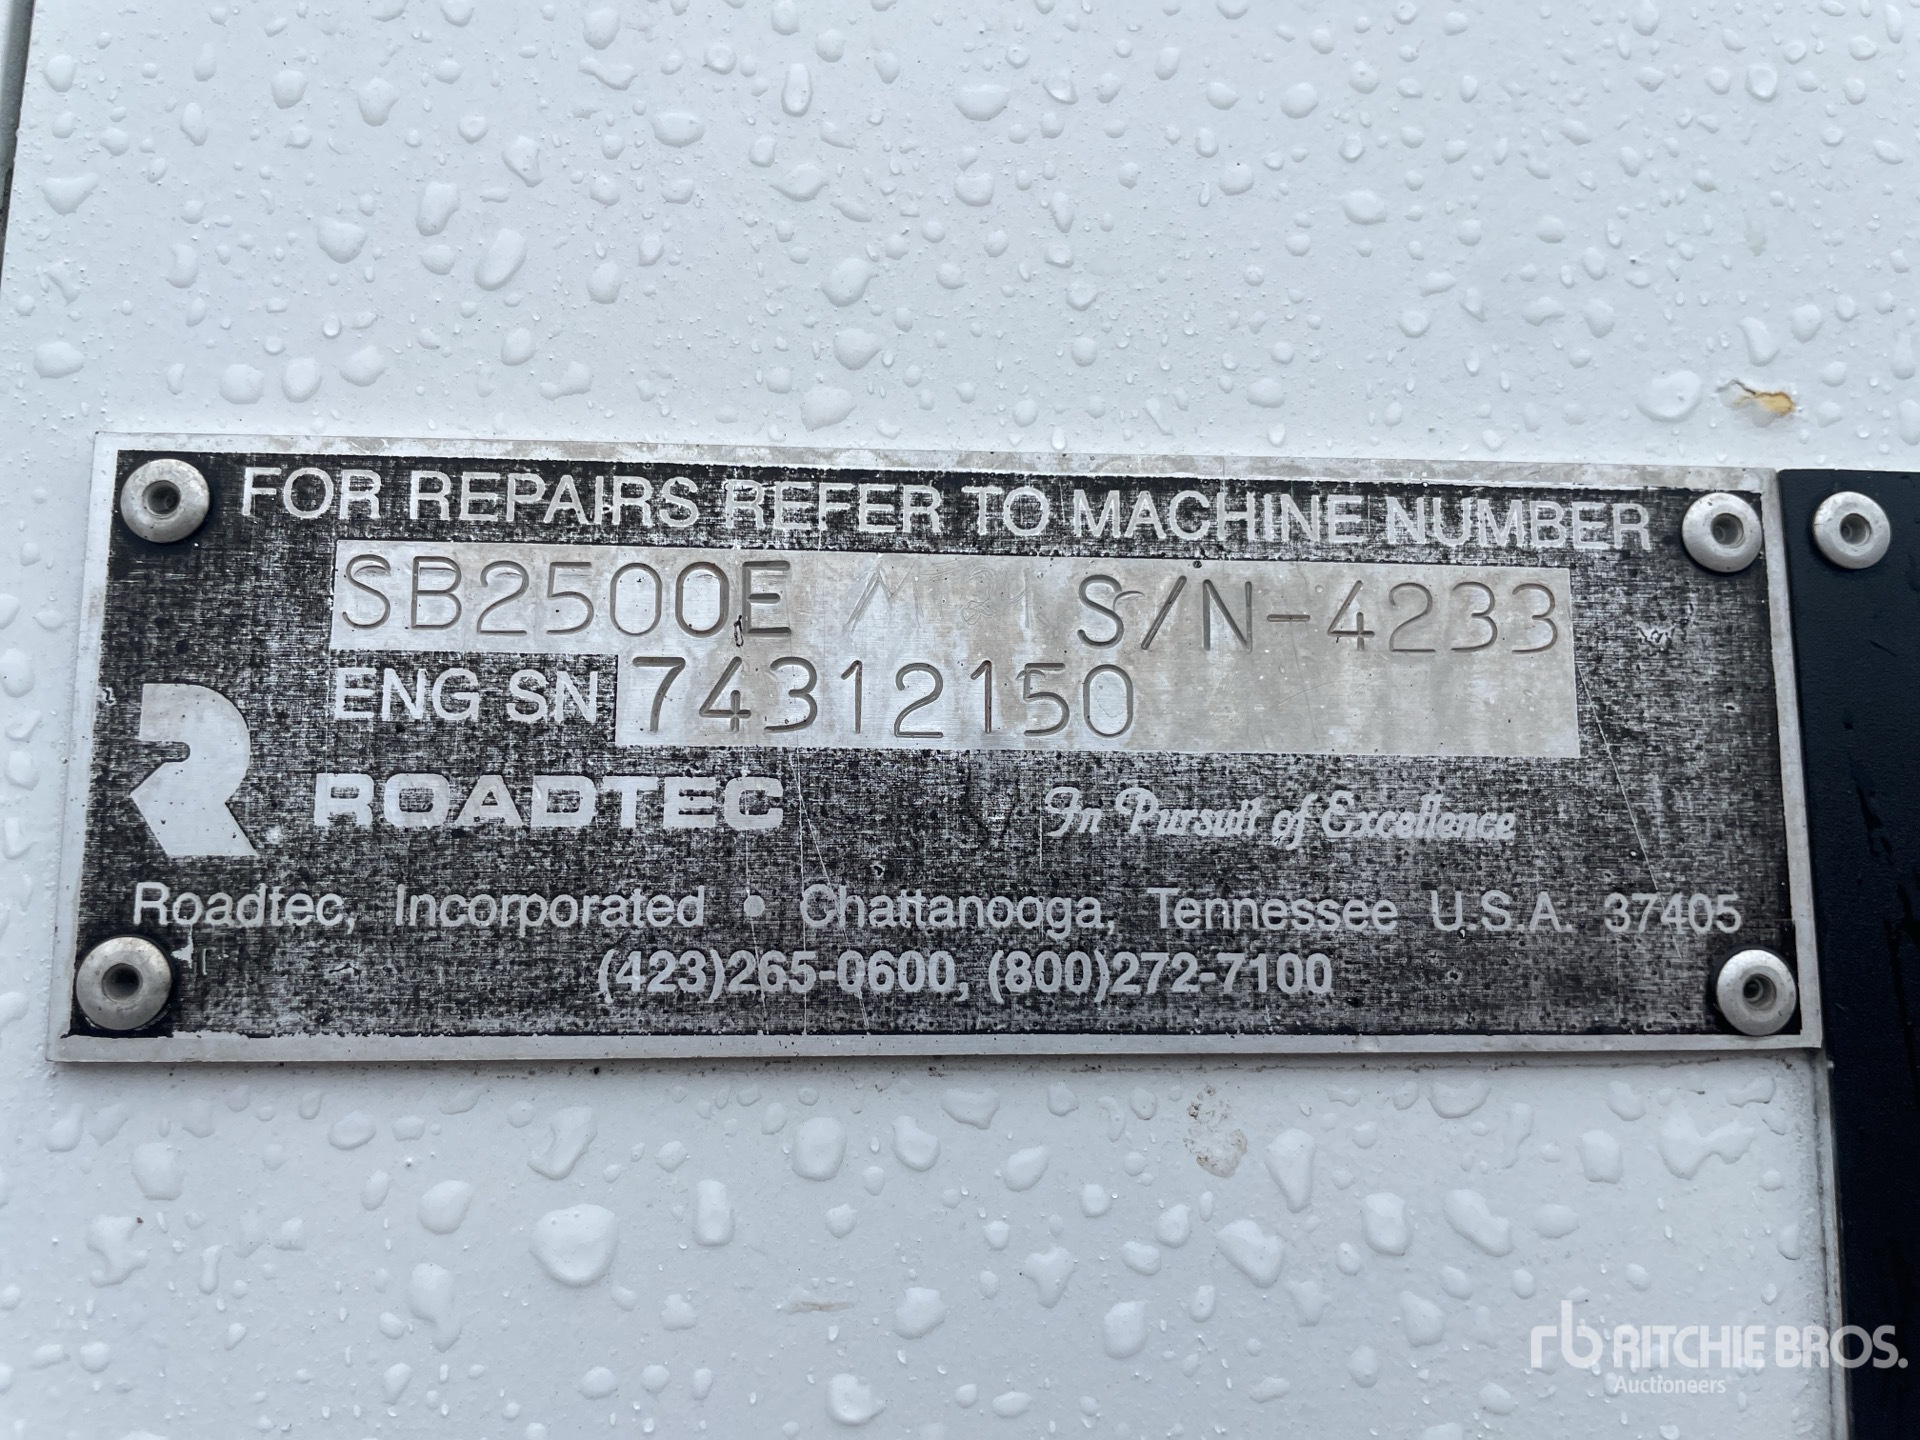 FOR REPAIRS REFER TO MACHINE NUMBER
SB2500E S/N-4233
ENG SN 74312150
ROADTEC In Pursuit of Excellence
Roadtec, Incorporated • Chattanooga, Tennessee U.S.A. 37405
(423)265-0600, (800)272-7100
rb RITCHIE BROS.
Auctioneers